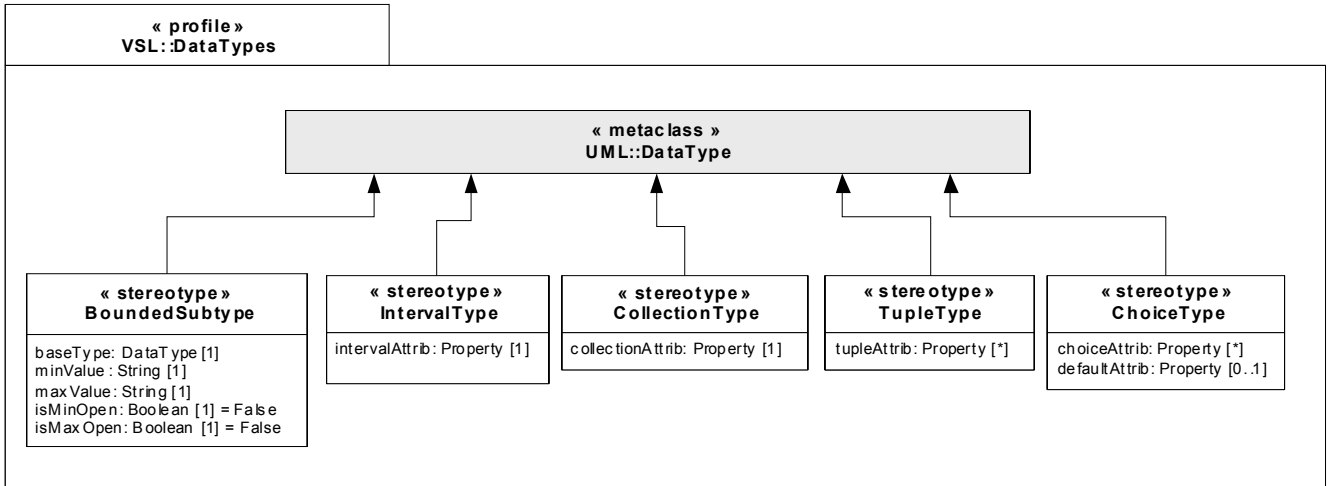 « profile »
VSL::DataTypes
« metaclass »
UML::DataType
« stereotype »
BoundedSubtype
baseType: DataType [1]
minValue: String [1]
maxValue: String [1]
isMinOpen: Boolean [1] = False
isMaxOpen: Boolean [1] = False
« stereotype »
IntervalType
intervalAttrib: Property [1]
« stereotype »
CollectionType
collectionAttrib: Property [1]
« stereotype »
TupleType
tupleAttrib: Property [*]
« stereotype »
ChoiceType
choiceAttrib: Property [*]
defaultAttrib: Property [0..1]